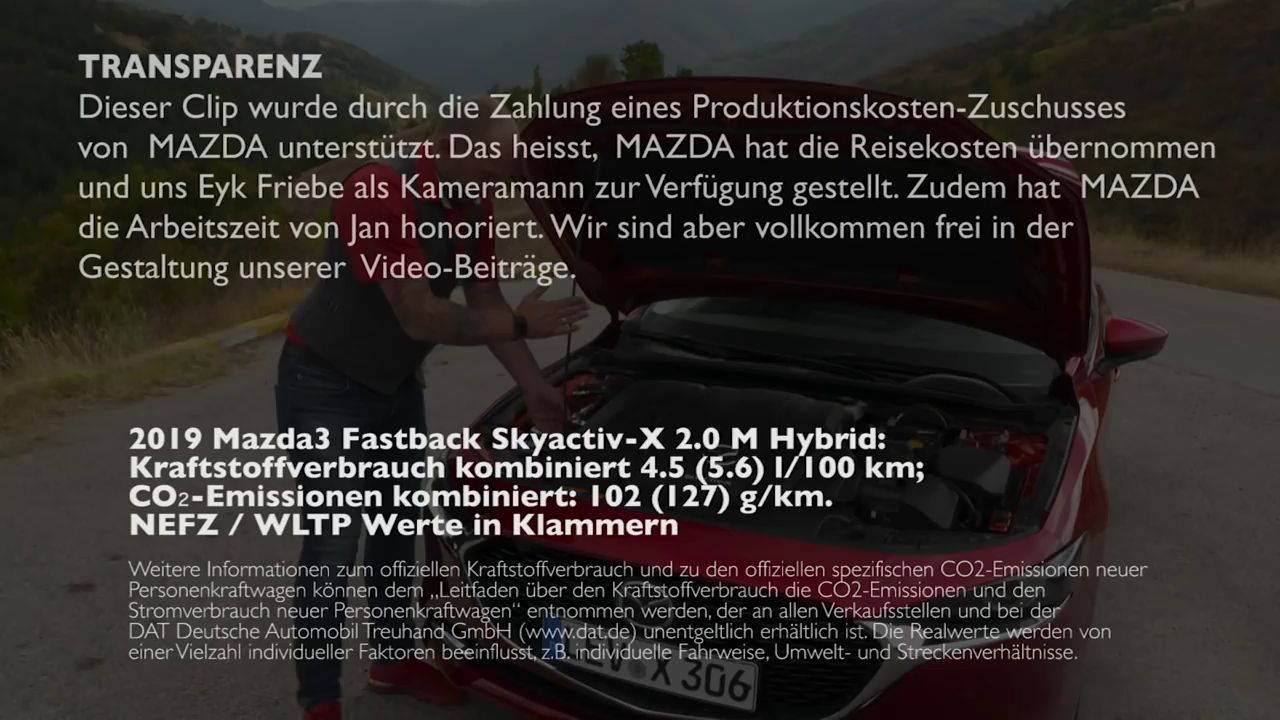 TRANSPARENZ
Dieser Clip wurde durch die Zahlung eines Produktionskosten-Zuschusses
von MAZDA unterstützt. Das heisst, MAZDA hat die Reisekosten übernommen
und uns Eyk Friebe als Kameramann zur Verfügung gestellt. Zudem hat MAZDA
die Arbeitszeit von Jan honoriert. Wir sind aber vollkommen frei in der
Gestaltung unserer Video-Beiträge.
2019 Mazda3 Fastback Skyactiv-X 2.0 M Hybrid:
Kraftstoffverbrauch kombiniert 4.5 (5.6) l/100 km;
CO₂-Emissionen kombiniert: 102 (127) g/km.
NEFZ / WLTP Werte in Klammern
Weitere Informationen zum offiziellen Kraftstoffverbrauch und zu den offiziellen spezifischen CO2-Emissionen neuer
Personenkraftwagen können dem „Leitfaden über den Kraftstoffverbrauch die CO2-Emissionen und den
Stromverbrauch neuer Personenkraftwagen“ entnommen werden, der an allen Verkaufsstellen und bei der
DAT Deutsche Automobil Treuhand GmbH (www.dat.de) unentgeltlich erhältlich ist. Die Realwerte werden von
einer Vielzahl individueller Faktoren beeinflusst, z.B. individuelle Fahrweise, Umwelt- und Streckenverhältnisse.
X 306